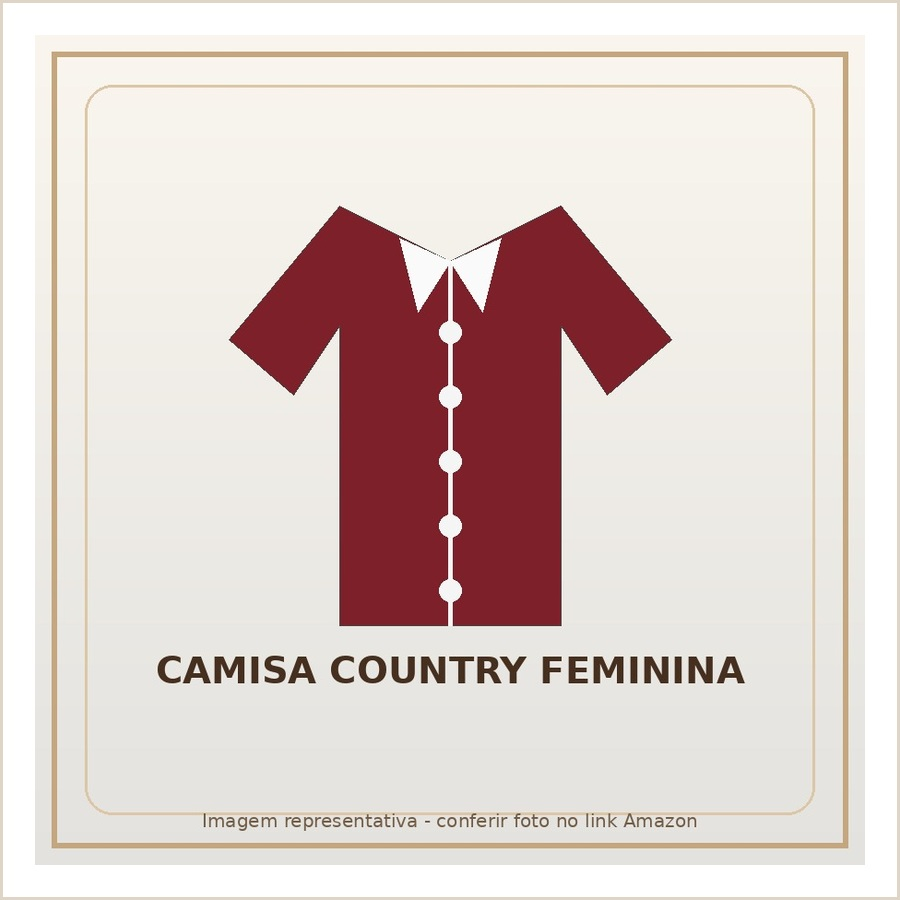 CAMISA COUNTRY FEMININA
Imagem representativa - conferir foto no link Amazon